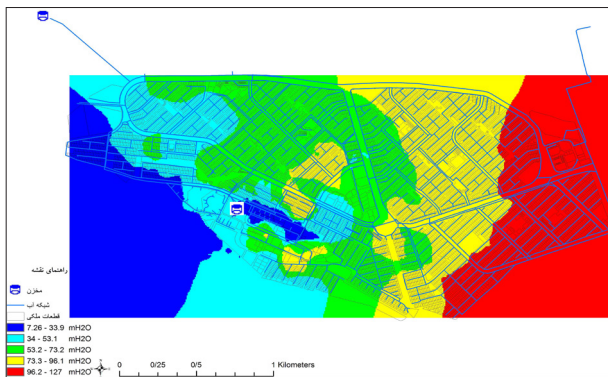 راهنمای نقشه
مخزن
شبکه آب
قطعات ملکی
7.26 - 33.9 mH2O
34 - 53.1 mH2O
53.2 - 73.2 mH2O
73.3 - 96.1 mH2O
96.2 - 127 mH2O
0 0/25 0/5 1 Kilometers